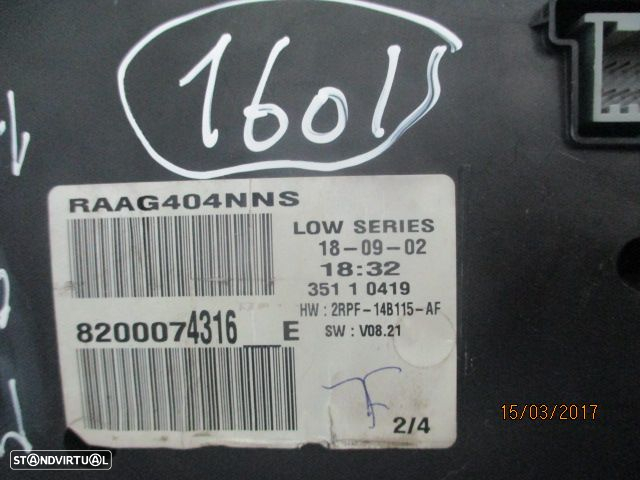 1601
RAAG404NNS
LOW SERIES
18-09-02
18:32
351 1 0419
HW : 2RPF-14B115-AF
8200074316__E
SW : V08.21
2/4
15/03/2017
STANDVIRTUAL